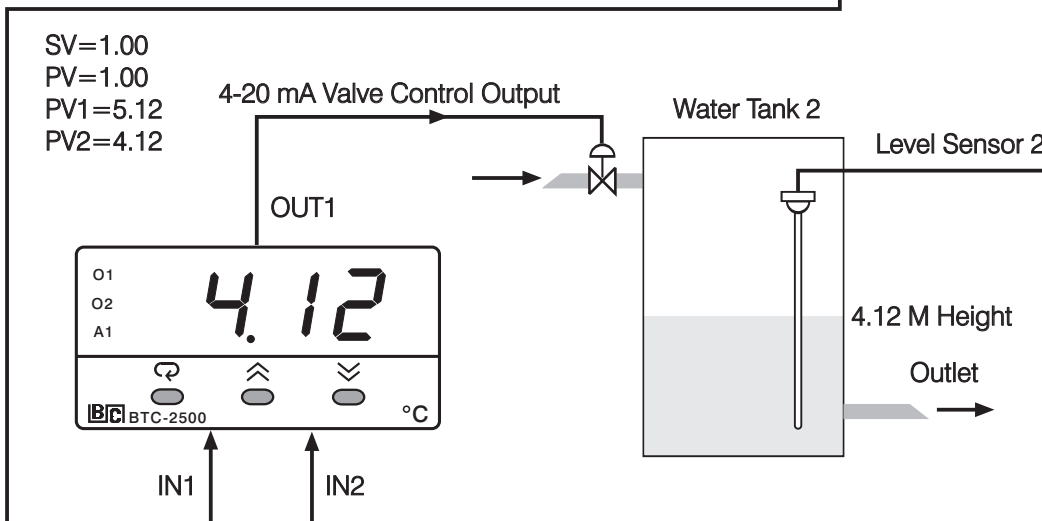 SV=1.00
PV=1.00
PV1=5.12
PV2=4.12
4-20 mA Valve Control Output
Water Tank 2
Level Sensor 2
OUT1
O1
O2
A1
4.12
4.12 M Height
Outlet
BC BTC-2500
°C
IN1
IN2